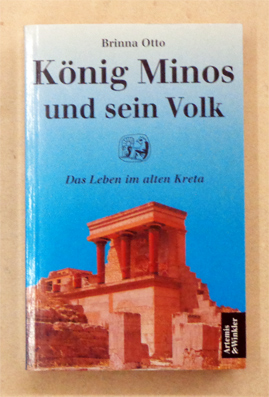 Brinna Otto
König Minos
und sein Volk
Das Leben im alten Kreta
Artemis
& Winkler